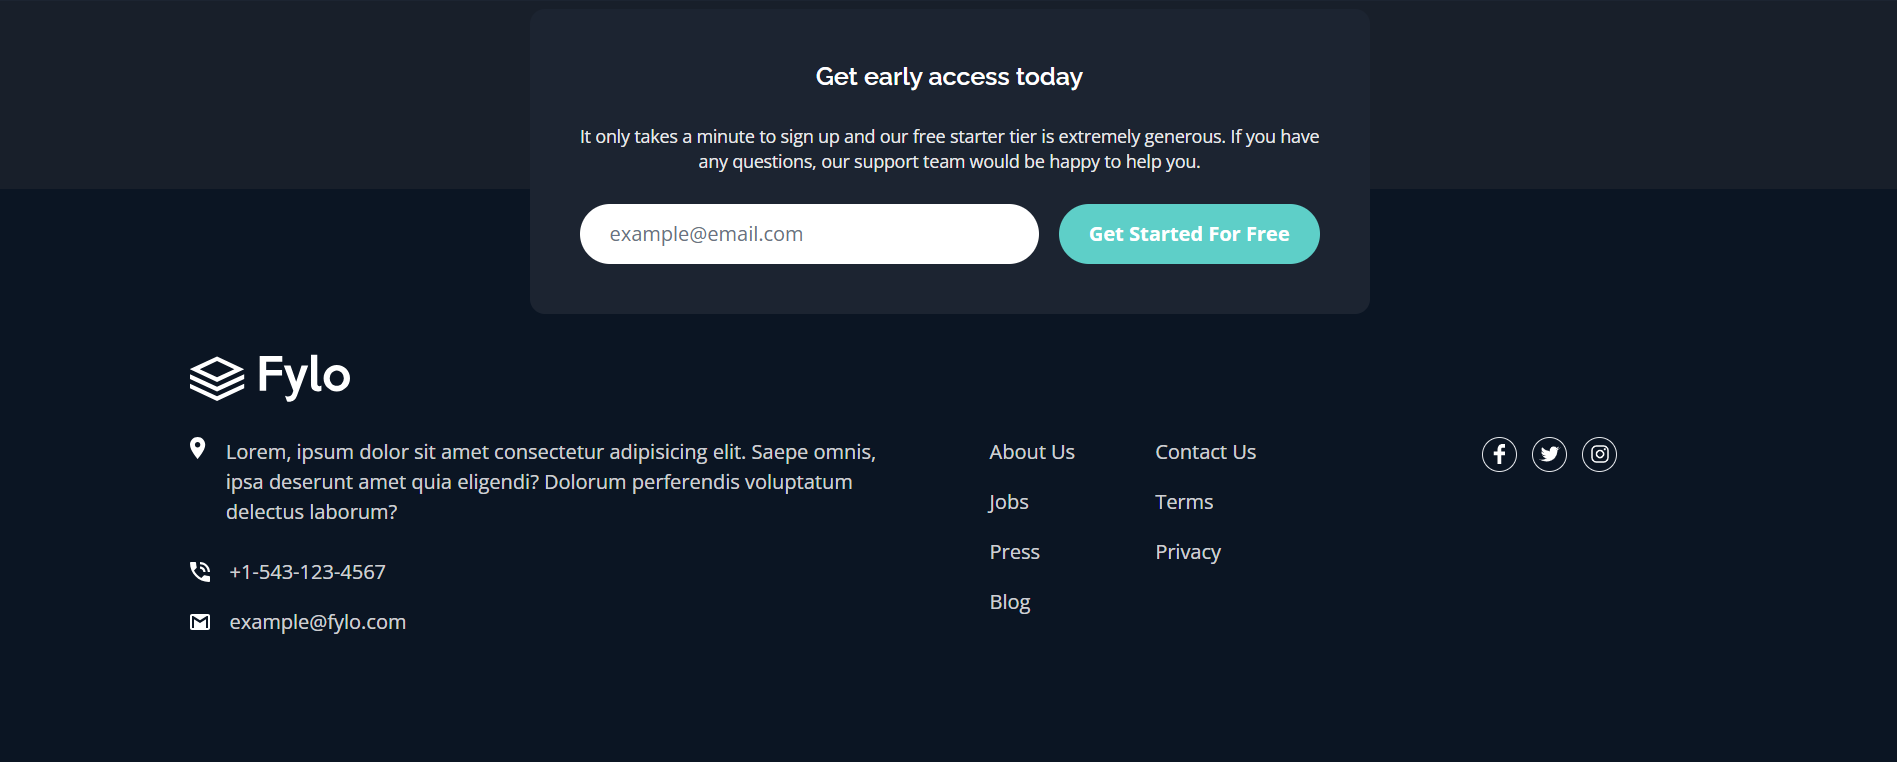 Get early access today
It only takes a minute to sign up and our free starter tier is extremely generous. If you have
any questions, our support team would be happy to help you.
example@email.com
Get Started For Free
Fylo
Lorem, ipsum dolor sit amet consectetur adipisicing elit. Saepe omnis,
ipsa deserunt amet quia eligendi? Dolorum perferendis voluptatum
delectus laborum?
+1-543-123-4567
example@fylo.com
About Us
Jobs
Press
Blog
Contact Us
Terms
Privacy